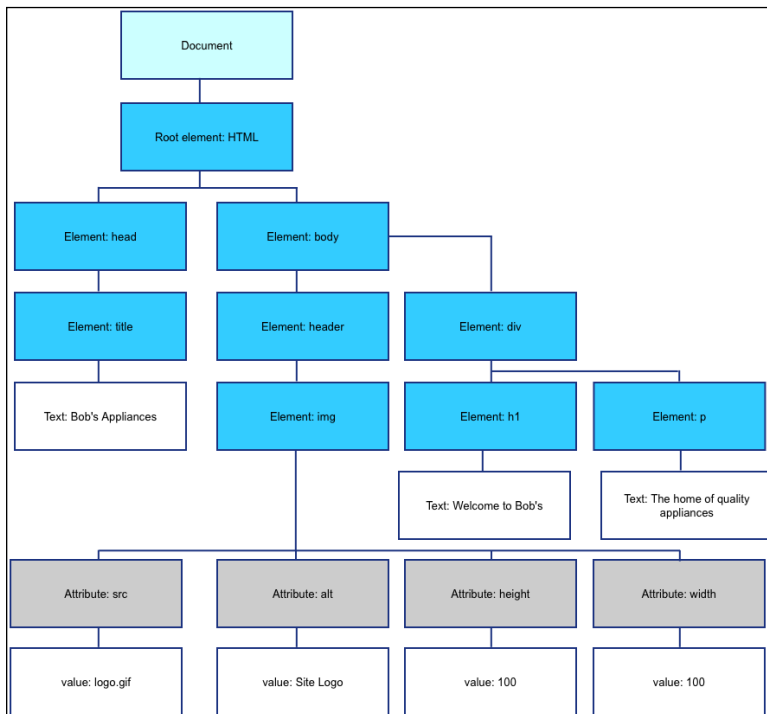 Document
Root element: HTML
Element: head
Element: body
Element: title
Element: header
Element: div
Text: Bob's Appliances
Element: img
Element: h1
Element: p
Text: Welcome to Bob's
Text: The home of quality
appliances
Attribute: src
Attribute: alt
Attribute: height
Attribute: width
value: logo.gif
value: Site Logo
value: 100
value: 100